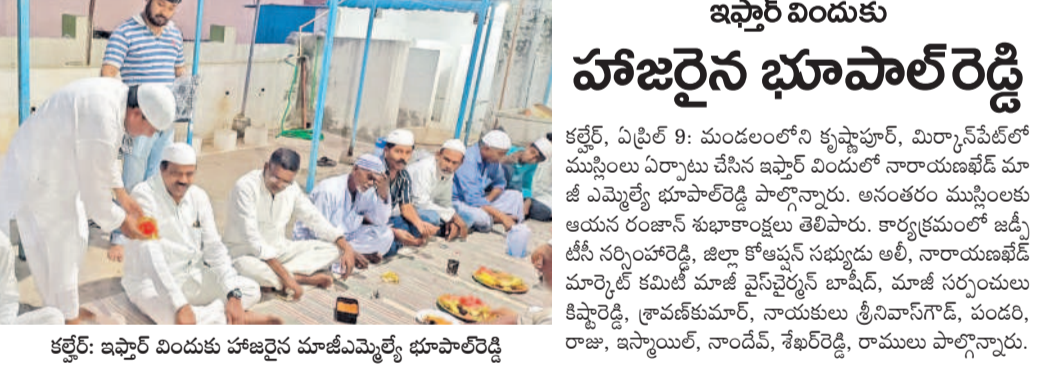 ఇఫ్తార్ విందుకు
హాజరైన భూపాల్‌రెడ్డి
కల్హేర్, ఏప్రిల్ 9: మండలంలోని కృష్ణాపూర్, మిర్కాన్‌పేట్‌లో
ముస్లింలు ఏర్పాటు చేసిన ఇఫ్తార్ విందులో నారాయణఖేడ్ మా
జీ ఎమ్మెల్యే భూపాల్‌రెడ్డి పాల్గొన్నారు. అనంతరం ముస్లింలకు
ఆయన రంజాన్ శుభాకాంక్షలు తెలిపారు. కార్యక్రమంలో జడ్పీ
టీసీ నర్సింహారెడ్డి, జిల్లా కోఆప్షన్ సభ్యుడు అలీ, నారాయణఖేడ్
మార్కెట్ కమిటీ మాజీ వైస్‌చైర్మన్ బాషీద్, మాజీ సర్పంచులు
కిష్టారెడ్డి, శ్రావణ్‌కుమార్, నాయకులు శ్రీనివాస్‌గౌడ్, పండరి,
రాజు, ఇస్మాయిల్, నాందేవ్, శేఖర్‌రెడ్డి, రాములు పాల్గొన్నారు.
కల్హేర్: ఇఫ్తార్ విందుకు హాజరైన మాజీఎమ్మెల్యే భూపాల్‌రెడ్డి